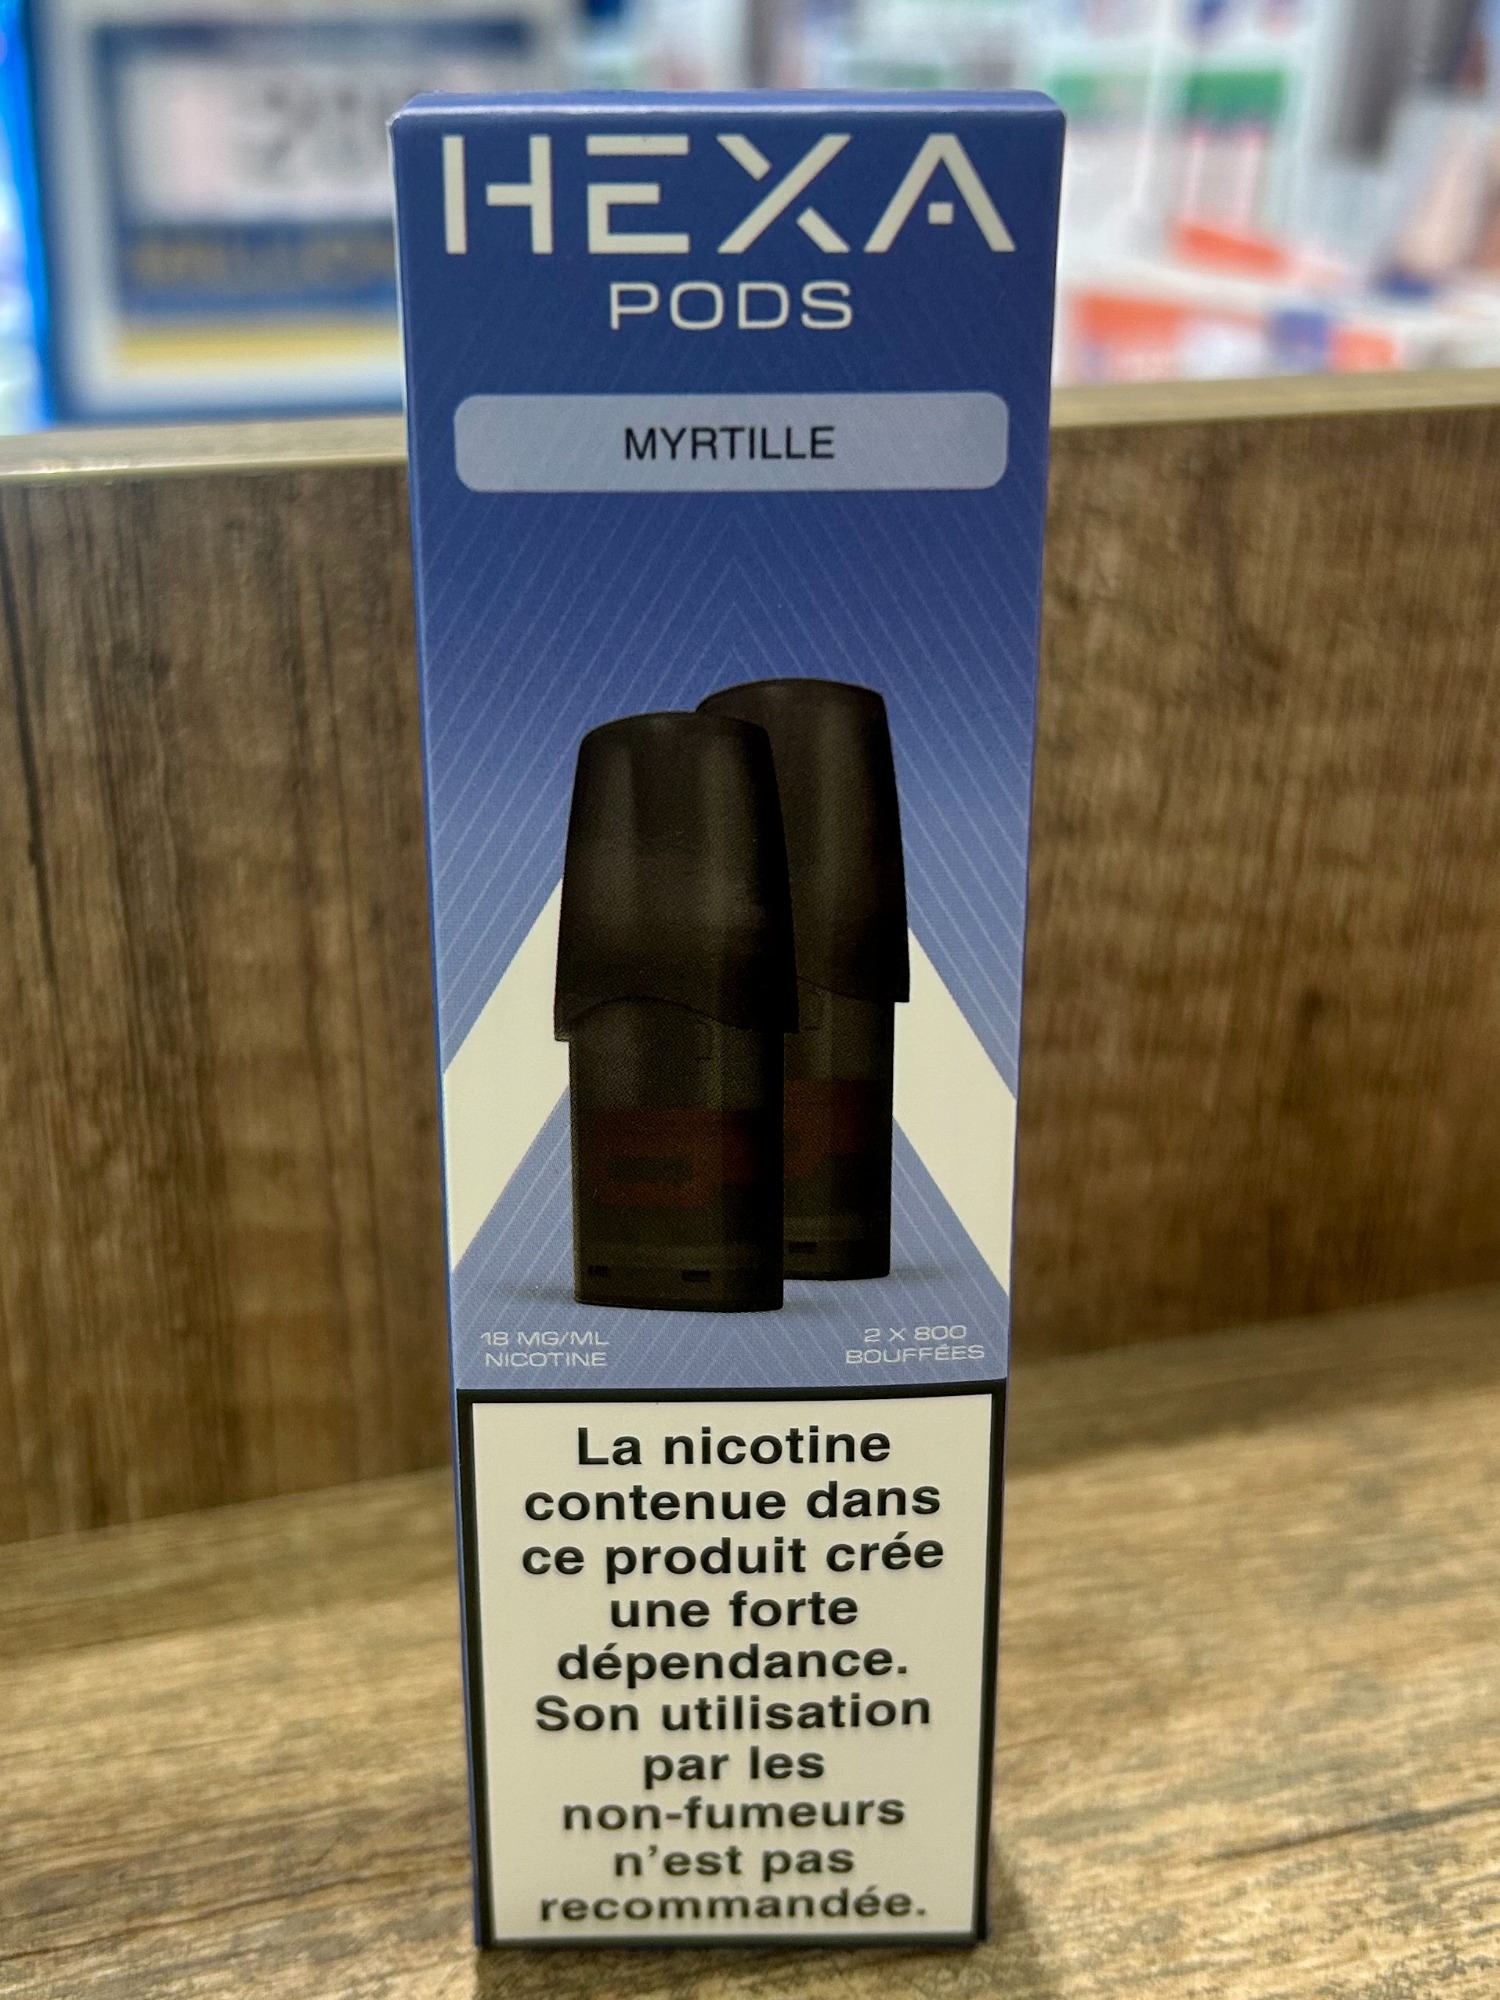 HEXA
PODS
MYRTILLE
18 MG/ML
NICOTINE
2 X 800
BOUFFÉES
La nicotine
contenue dans
ce produit crée
une forte
dépendance.
Son utilisation
par les
non-fumeurs
n’est pas
recommandée.